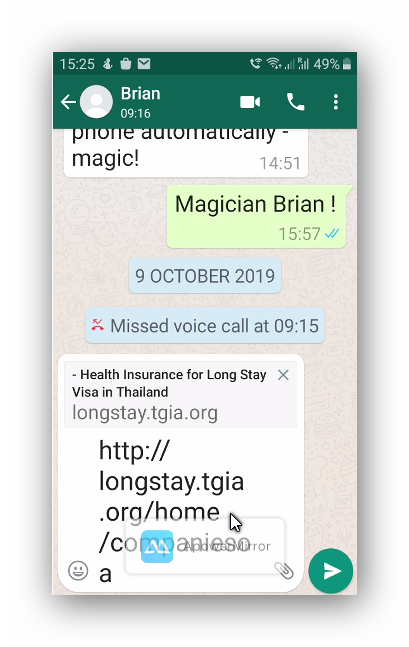 15:25 49%
Brian
09:16
phone automatically -
magic!
14:51
Magician Brian !
15:57
9 OCTOBER 2019
Missed voice call at 09:15
- Health Insurance for Long Stay
Visa in Thailand
longstay.tgia.org
http://
longstay.tgia
.org/home
/companieso
ApowerMirror
a